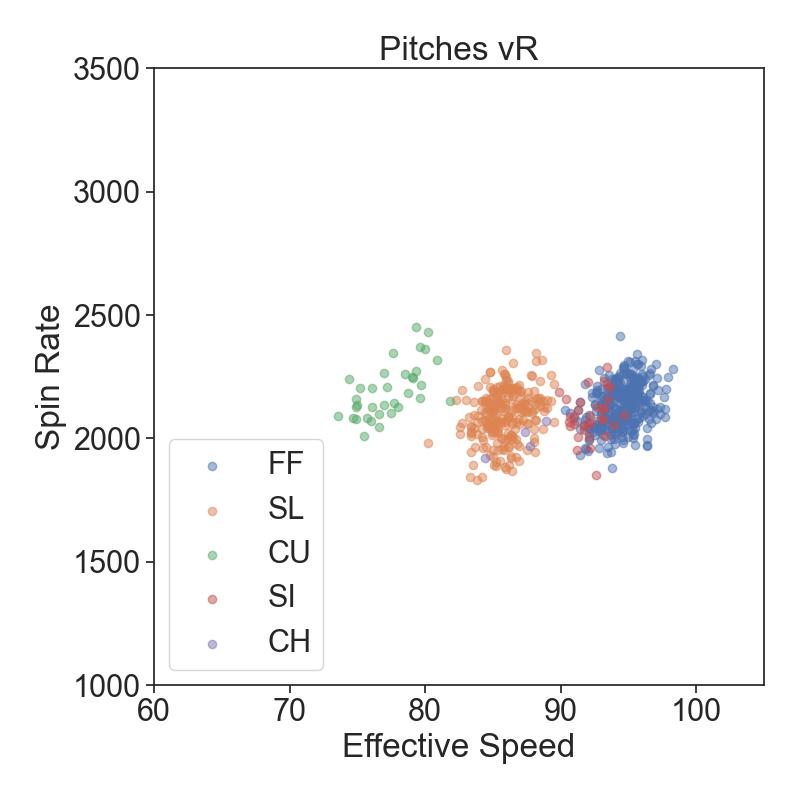 Pitches vR
3500
3000
2500
2000
1500
1000
Spin Rate
FF
SL
CU
SI
CH
60 70 80 90 100
Effective Speed